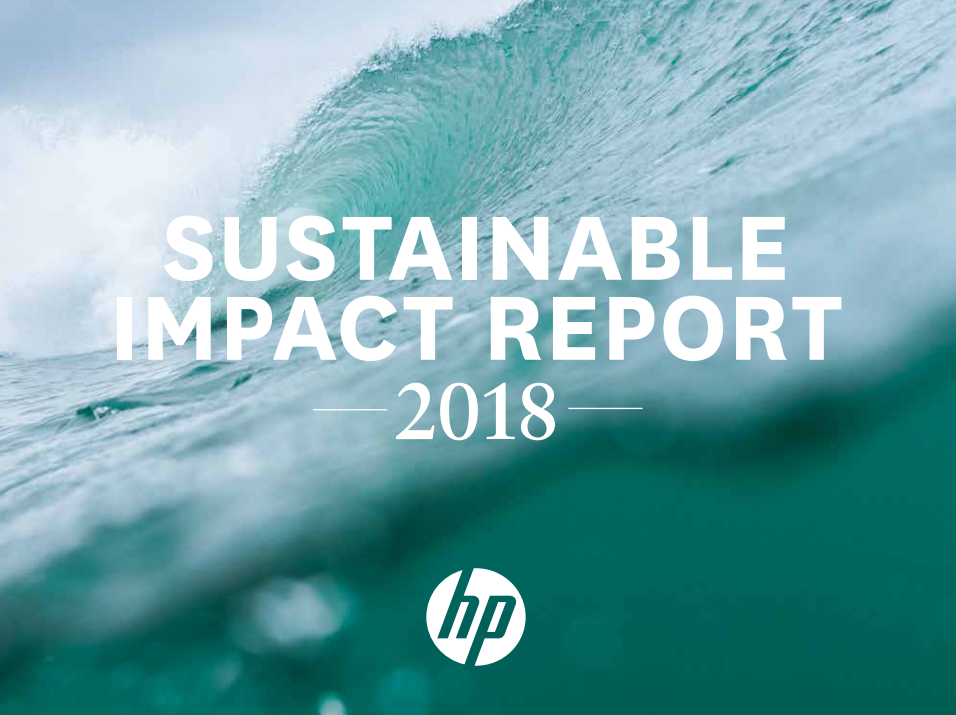 SUSTAINABLE
IMPACT REPORT
2018
hp